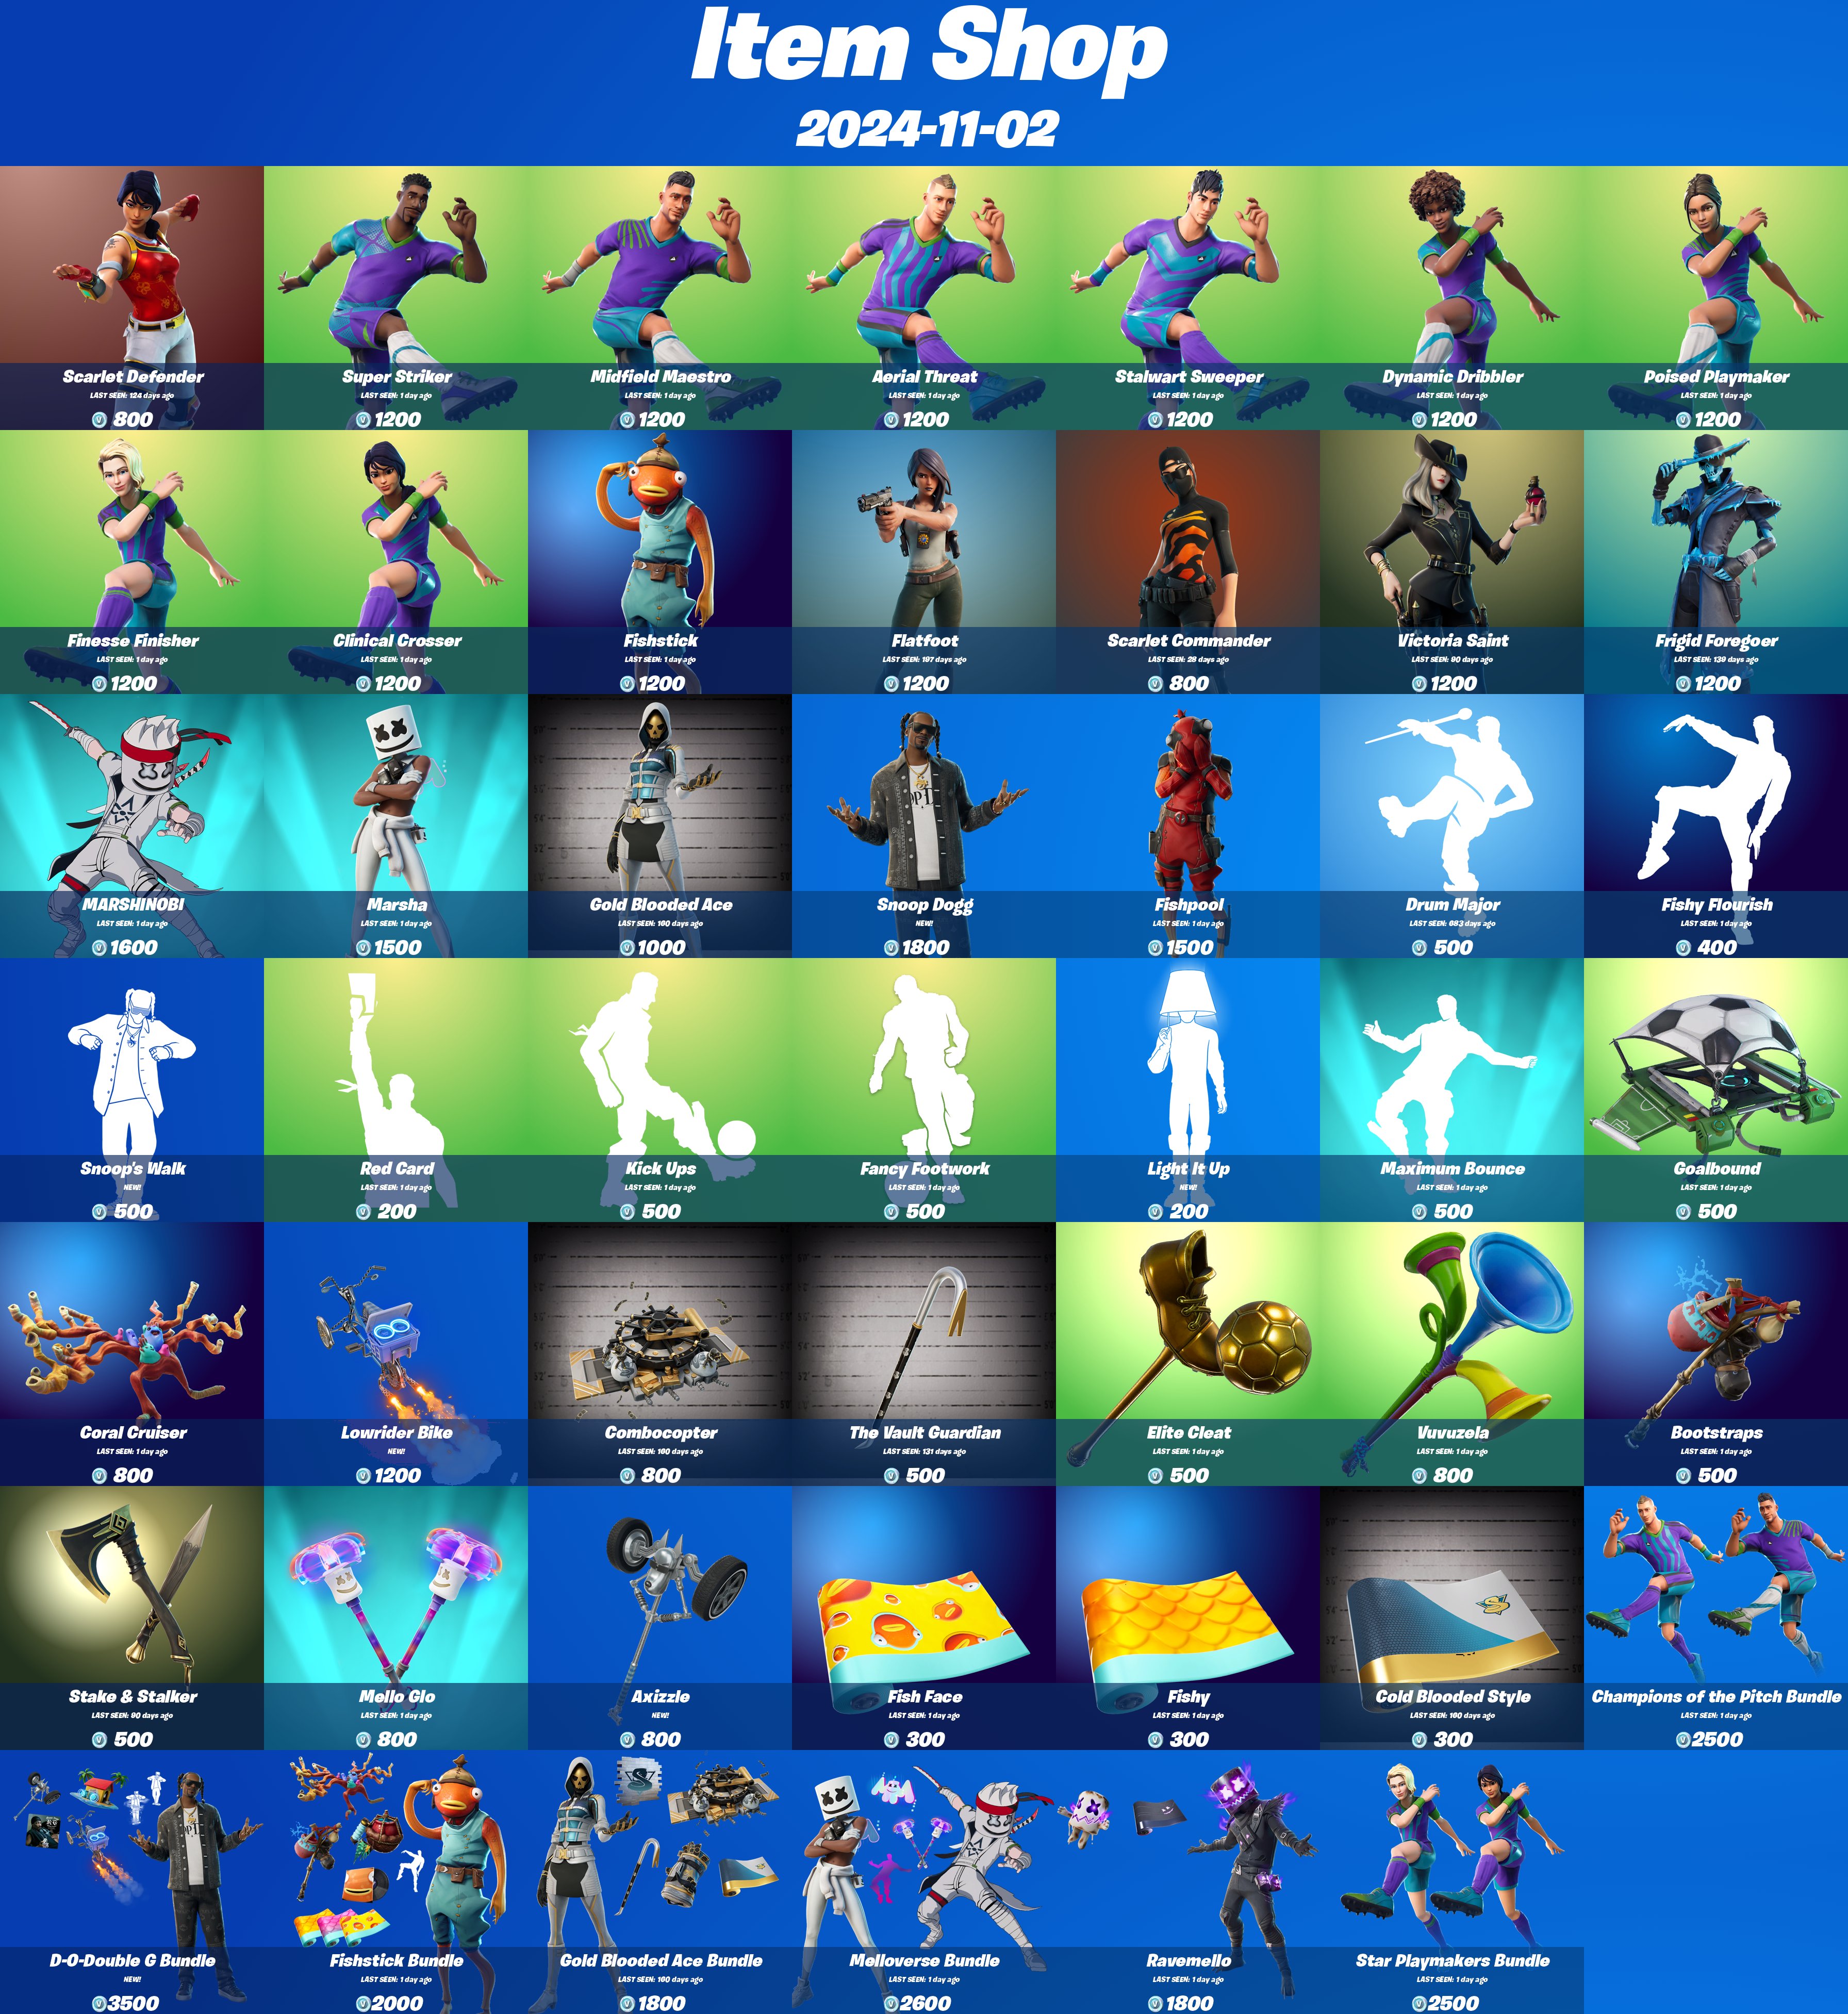 Item Shop
2024-11-02
Scarlet Defender
LAST SEEN: 124 days ago
800
Super Striker
LAST SEEN: 1 day ago
1200
Midfield Maestro
LAST SEEN: 1 day ago
1200
Aerial Threat
LAST SEEN: 1 day ago
1200
Stalwart Sweeper
LAST SEEN: 1 day ago
1200
Dynamic Dribbler
LAST SEEN: 1 day ago
1200
Poised Playmaker
LAST SEEN: 1 day ago
1200
Finesse Finisher
LAST SEEN: 1 day ago
1200
Clinical Crosser
LAST SEEN: 1 day ago
1200
Fishstick
LAST SEEN: 1 day ago
1200
Flatfoot
LAST SEEN: 197 days ago
1200
Scarlet Commander
LAST SEEN: 28 days ago
800
Victoria Saint
LAST SEEN: 90 days ago
1200
Frigid Foregoer
LAST SEEN: 139 days ago
1200
MARSHINOBI
LAST SEEN: 1 day ago
1600
Marsha
LAST SEEN: 1 day ago
1500
Gold Blooded Ace
LAST SEEN: 100 days ago
1000
Snoop Dogg
NEW!
1800
Fishpool
LAST SEEN: 1 day ago
1500
Drum Major
LAST SEEN: 683 days ago
500
Fishy Flourish
LAST SEEN: 1 day ago
400
Snoop's Walk
NEW!
500
Red Card
LAST SEEN: 1 day ago
200
Kick Ups
LAST SEEN: 1 day ago
500
Fancy Footwork
LAST SEEN: 1 day ago
500
Light It Up
NEW!
200
Maximum Bounce
LAST SEEN: 1 day ago
500
Goalbound
LAST SEEN: 1 day ago
500
Coral Cruiser
LAST SEEN: 1 day ago
800
Lowrider Bike
NEW!
1200
Combocopter
LAST SEEN: 100 days ago
800
The Vault Guardian
LAST SEEN: 131 days ago
500
Elite Cleat
LAST SEEN: 1 day ago
500
Vuvuzela
LAST SEEN: 1 day ago
800
Bootstraps
LAST SEEN: 1 day ago
500
Stake & Stalker
LAST SEEN: 90 days ago
500
Mello Glo
LAST SEEN: 1 day ago
800
Axizzle
NEW!
800
Fish Face
LAST SEEN: 1 day ago
300
Fishy
LAST SEEN: 1 day ago
300
Cold Blooded Style
LAST SEEN: 100 days ago
300
Champions of the Pitch Bundle
LAST SEEN: 1 day ago
2500
D-O-Double G Bundle
NEW!
3500
Fishstick Bundle
LAST SEEN: 1 day ago
2000
Gold Blooded Ace Bundle
LAST SEEN: 100 days ago
1800
Melloverse Bundle
LAST SEEN: 1 day ago
2600
Ravemello
LAST SEEN: 1 day ago
1800
Star Playmakers Bundle
LAST SEEN: 1 day ago
2500